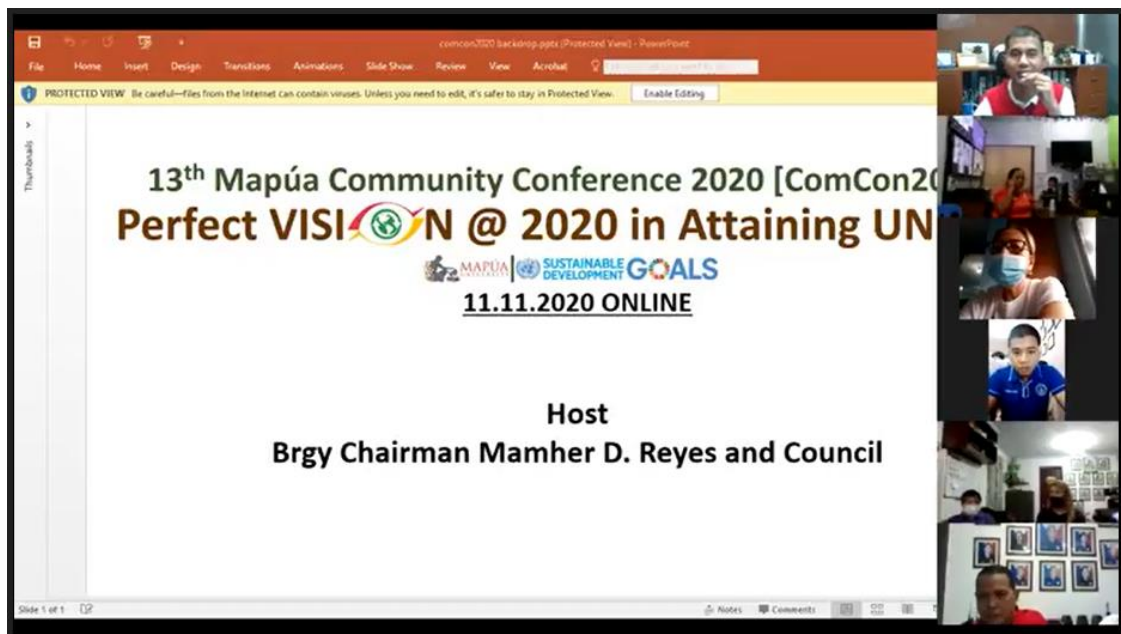 comcon2020 backdrop.pptx [Protected View] - PowerPoint
File Home Insert Design Transitions Animations Slide Show Review View Acrobat
PROTECTED VIEW Be careful—files from the Internet can contain viruses. Unless you need to edit, it's safer to stay in Protected View. Enable Editing
Thumbnails
13th Mapúa Community Conference 2020 [ComCon20
Perfect VISION @ 2020 in Attaining UN
MAPÚA UNIVERSITY SUSTAINABLE DEVELOPMENT GOALS
11.11.2020 ONLINE
Host
Brgy Chairman Mamher D. Reyes and Council
Slide 1 of 1 Notes Comments